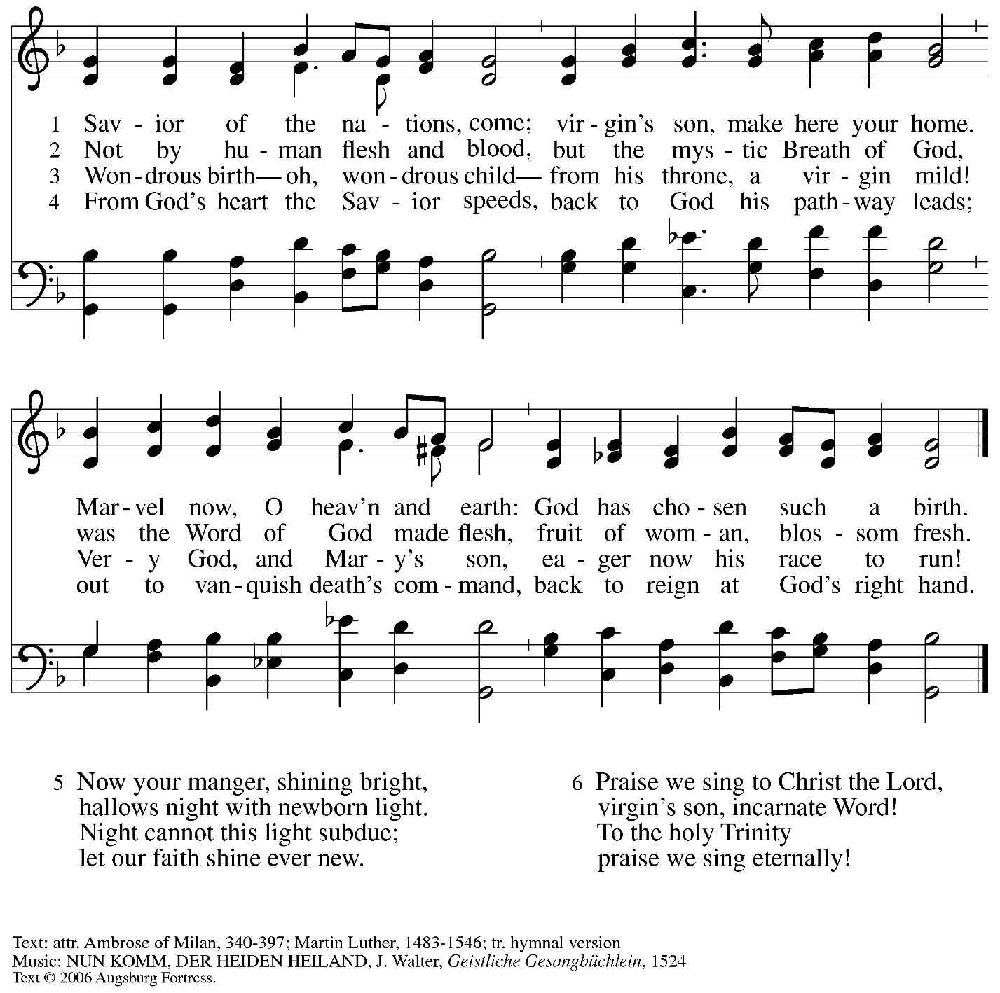 1 Sav - ior of the na - tions, come; vir - gin's son, make here your home.
2 Not by hu - man flesh and blood, but the mys - tic Breath of God,
3 Won - drous birth—oh, won - drous child—from his throne, a vir - gin mild!
4 From God's heart the Sav - ior speeds, back to God his path - way leads;
Mar - vel now, O heav'n and earth: God has cho - sen such a birth.
was the Word of God made flesh, fruit of wom - an, blos - som fresh.
Ver - y God, and Mar - y's son, ea - ger now his race to run!
out to van - quish death's com - mand, back to reign at God's right hand.
5 Now your manger, shining bright,
hallows night with newborn light.
Night cannot this light subdue;
let our faith shine ever new.
6 Praise we sing to Christ the Lord,
virgin's son, incarnate Word!
To the holy Trinity
praise we sing eternally!
Text: attr. Ambrose of Milan, 340-397; Martin Luther, 1483-1546; tr. hymnal version
Music: NUN KOMM, DER HEIDEN HEILAND, J. Walter, Geistliche Gesangbüchlein, 1524
Text © 2006 Augsburg Fortress.